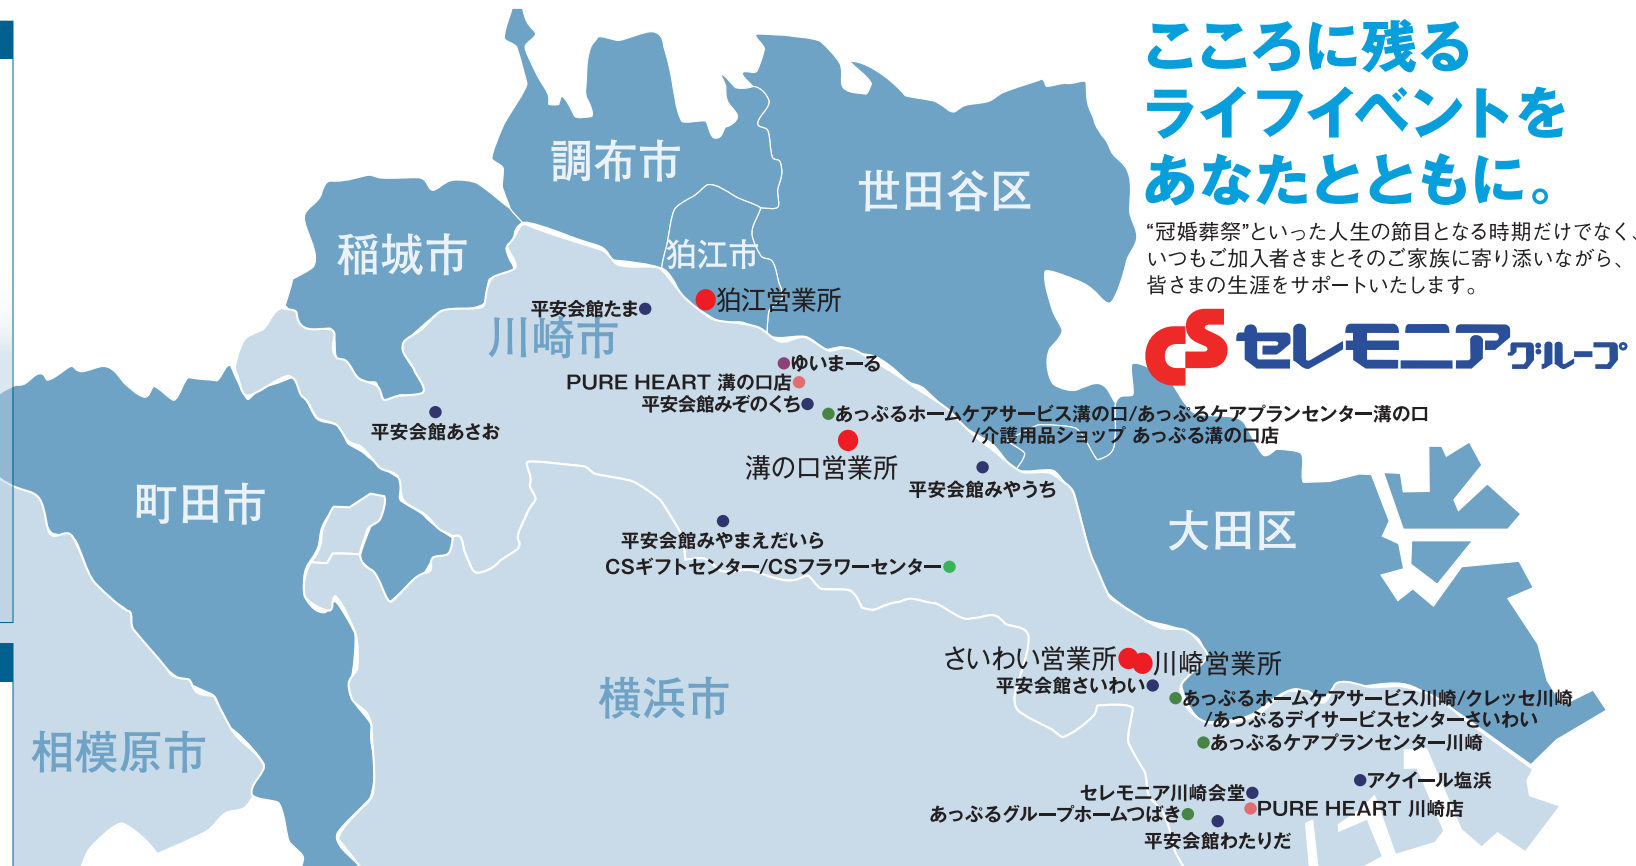 こころに残る
ライフイベントを
あなたとともに。
“冠婚葬祭”といった人生の節目となる時期だけでなく、
いつもご加入者さまとそのご家族に寄り添いながら、
皆さまの生涯をサポートいたします。
CS セレモニアグループ
調布市
世田谷区
稲城市
狛江市
狛江営業所
平安会館たま
川崎市
ゆいまーる
PURE HEART 溝の口店
平安会館みぞのくち
あっぷるホームケアサービス溝の口/あっぷるケアプランセンター溝の口
/介護用品ショップ あっぷる溝の口店
平安会館あさお
溝の口営業所
平安会館みやうち
町田市
大田区
平安会館みやまえだいら
CSギフトセンター/CSフラワーセンター
さいわい営業所
川崎営業所
平安会館さいわい
あっぷるホームケアサービス川崎/クレッセ川崎
/あっぷるデイサービスセンターさいわい
あっぷるケアプランセンター川崎
横浜市
相模原市
アクイール塩浜
セレモニア川崎会堂
PURE HEART 川崎店
あっぷるグループホームつばき
平安会館わたりだ